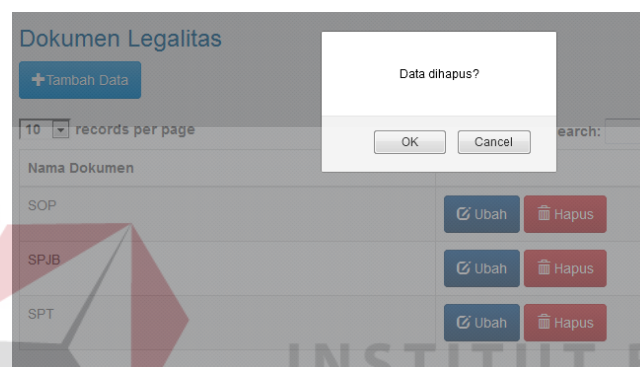 Dokumen Legalitas
Tambah Data
Data dihapus?
OK Cancel
10 records per page
earch:
Nama Dokumen
SOP Ubah Hapus
SPJB Ubah Hapus
SPT Ubah Hapus
INSTITUT